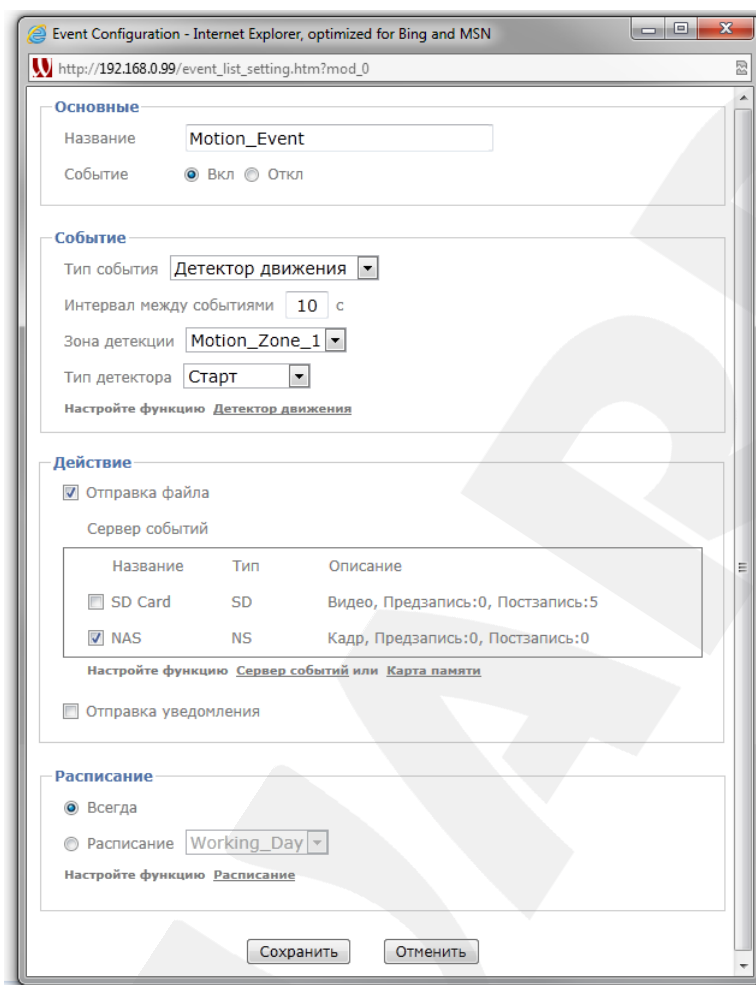 Event Configuration - Internet Explorer, optimized for Bing and MSN
http://192.168.0.99/event_list_setting.htm?mod_0
Основные
Название Motion_Event
Событие Вкл Откл
Событие
Тип события Детектор движения
Интервал между событиями 10 с
Зона детекции Motion_Zone_1
Тип детектора Старт
Настройте функцию Детектор движения
Действие
Отправка файла
Сервер событий
Название Тип Описание
SD Card SD Видео, Предзапись:0, Постзапись:5
NAS NS Кадр, Предзапись:0, Постзапись:0
Настройте функцию Сервер событий или Карта памяти
Отправка уведомления
Расписание
Всегда
Расписание Working_Day
Настройте функцию Расписание
Сохранить Отменить